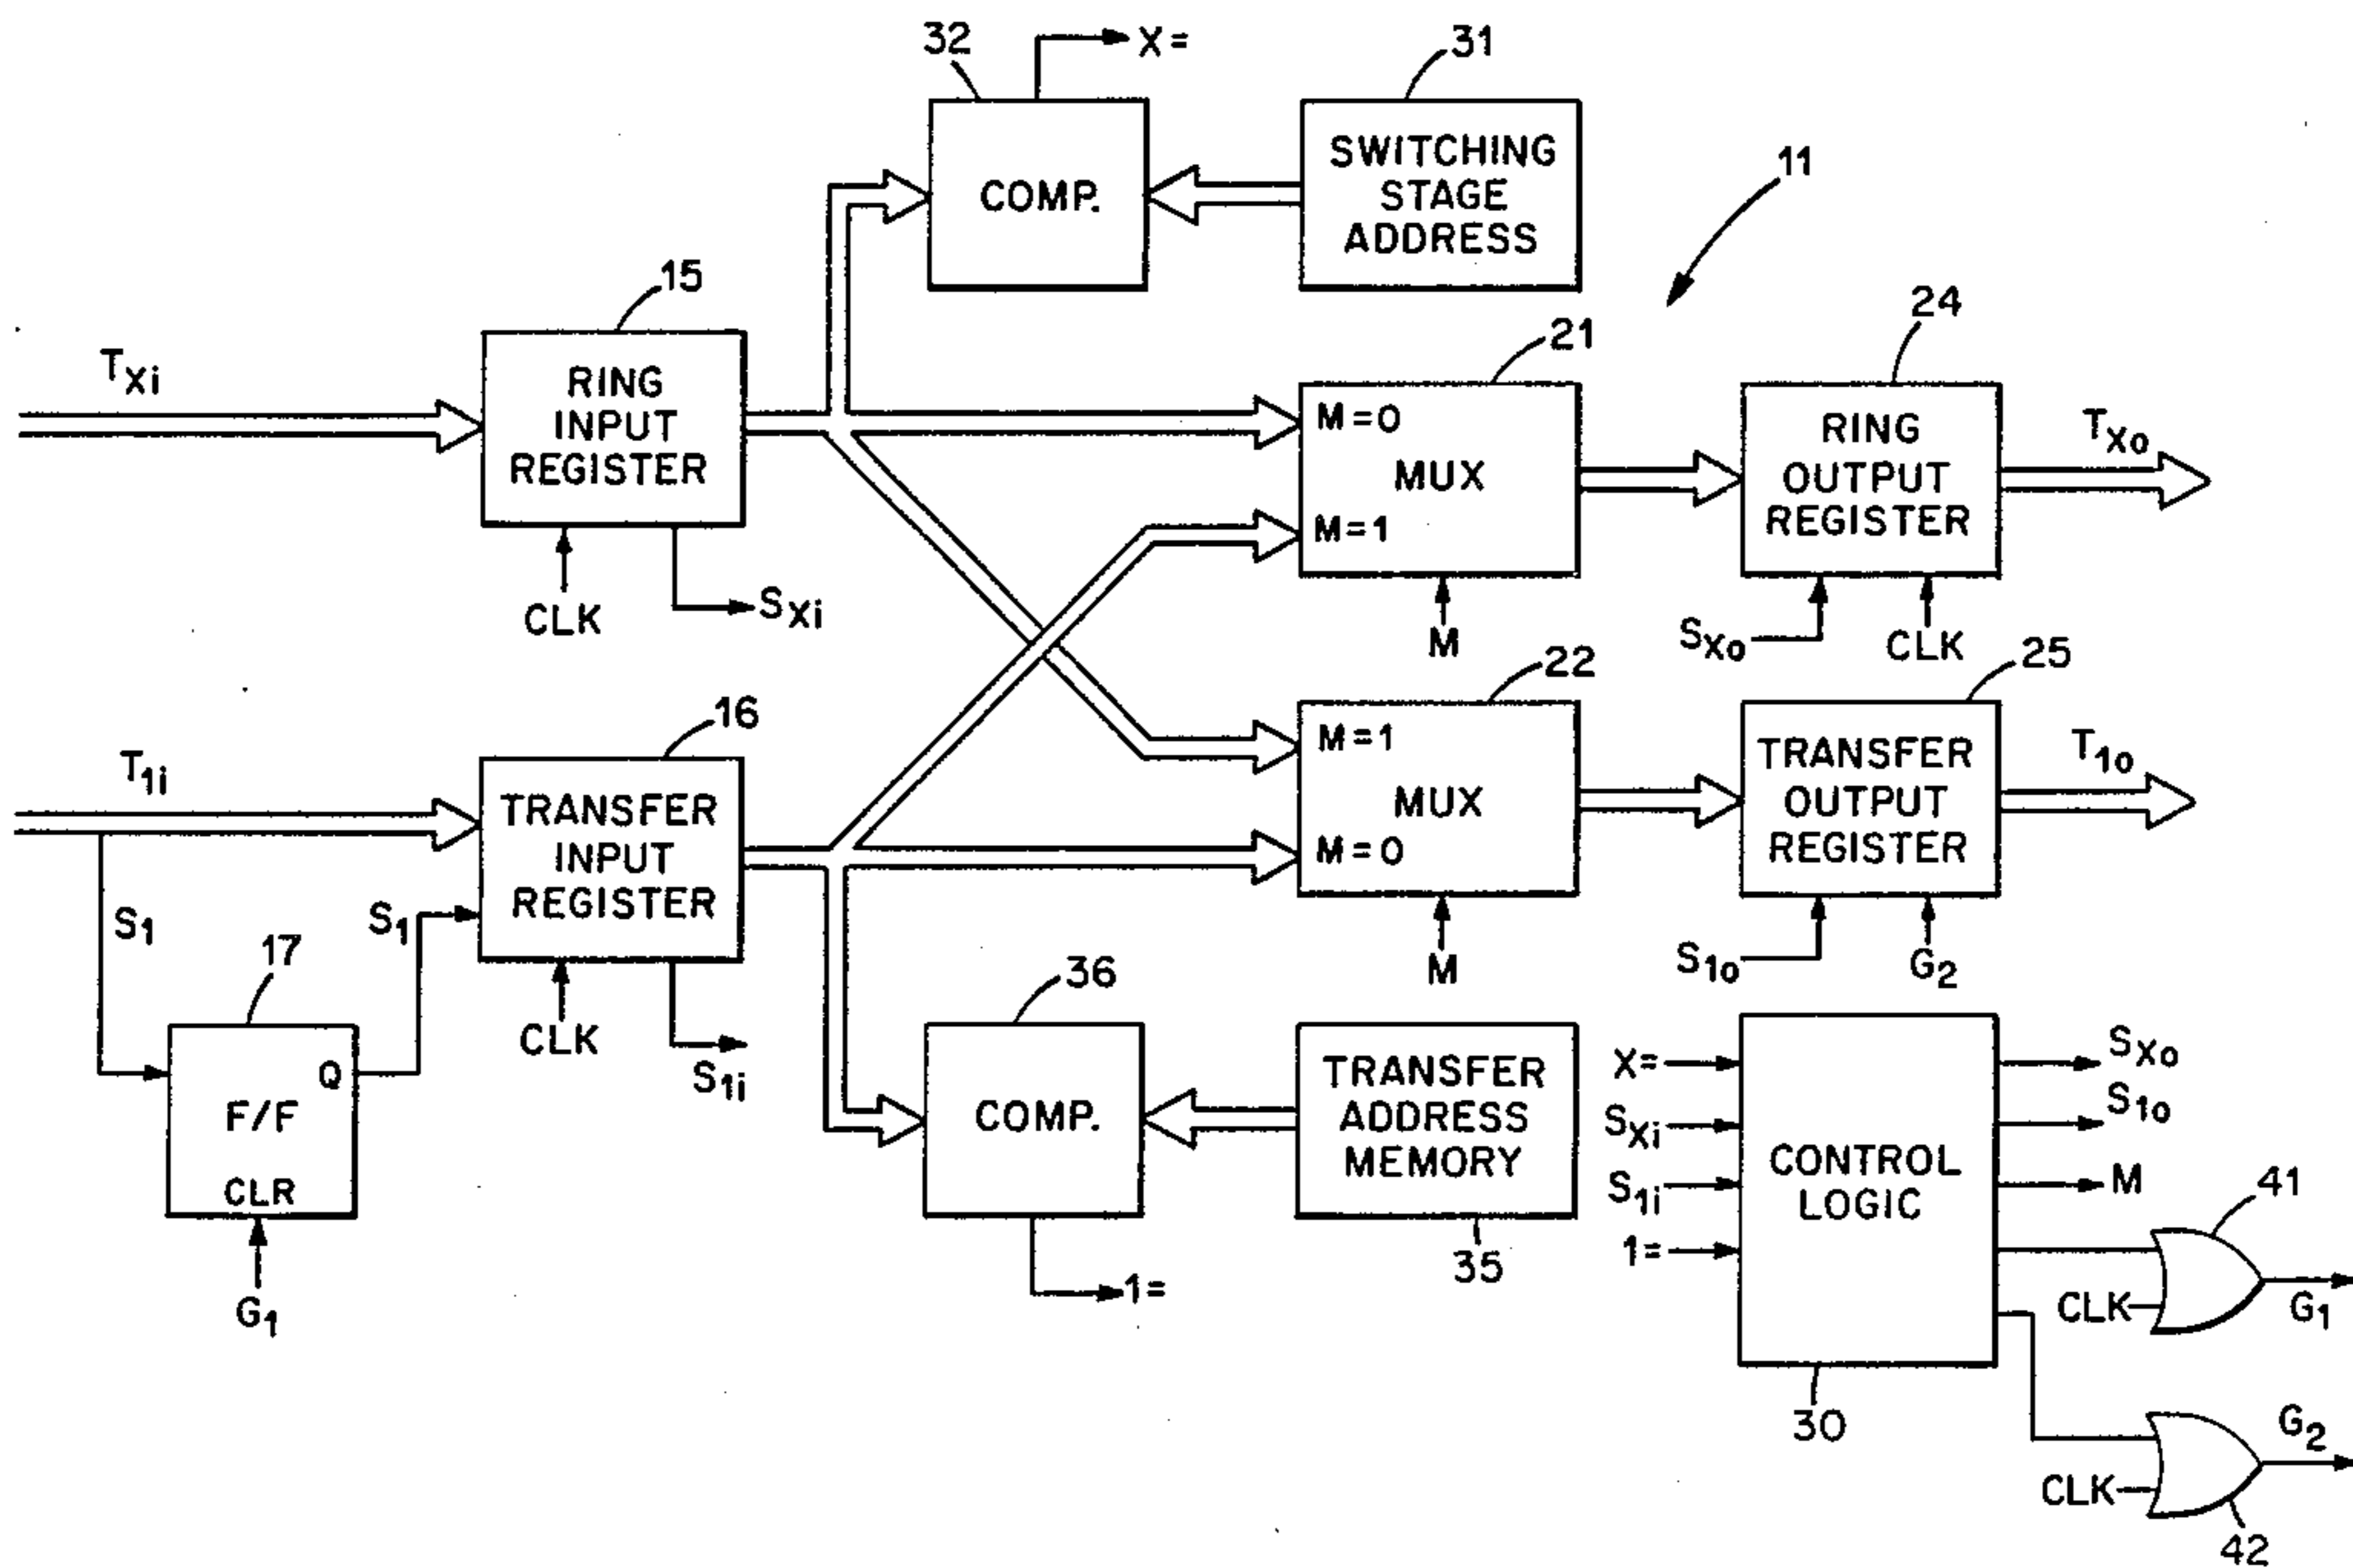 32
X=
31
COMP.
SWITCHING
STAGE
ADDRESS
11
15
TXi
RING
INPUT
REGISTER
CLK
SXi
21
M=0
MUX
M=1
M
24
RING
OUTPUT
REGISTER
TXo
SXo
CLK
16
T1i
TRANSFER
INPUT
REGISTER
S1
S1
CLK
S1i
17
Q
F/F
CLR
G1
22
M=1
MUX
M=0
M
25
TRANSFER
OUTPUT
REGISTER
T1o
S1o
G2
36
COMP.
1=
TRANSFER
ADDRESS
MEMORY
35
X=
SXi
S1i
1=
CONTROL
LOGIC
30
SXo
S1o
M
41
CLK
G1
G2
CLK
42